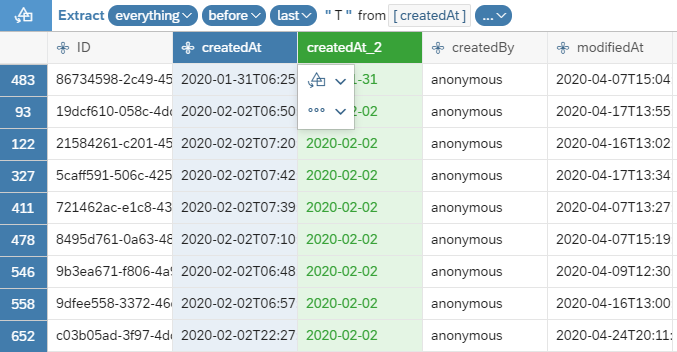 Extract everything before last "T" from [createdAt] ...
ID createdAt createdAt_2 createdBy modifiedAt
483 86734598-2c49-45 2020-01-31T06:25 1-31 anonymous 2020-04-07T15:04
93 19dcf610-058c-4d 2020-02-02T06:50 -02 anonymous 2020-04-17T13:55
122 21584261-c201-45 2020-02-02T07:20 2020-02-02 anonymous 2020-04-16T13:02
327 5caff591-506c-425 2020-02-02T07:42 2020-02-02 anonymous 2020-04-17T13:34
411 721462ac-e1c8-43 2020-02-02T07:39 2020-02-02 anonymous 2020-04-07T13:27
478 8495d761-0a63-48 2020-02-02T07:10 2020-02-02 anonymous 2020-04-07T15:19
546 9b3ea671-f806-4a 2020-02-02T06:48 2020-02-02 anonymous 2020-04-09T12:30
558 9dfee558-3372-46 2020-02-02T06:57 2020-02-02 anonymous 2020-04-16T13:00
652 c03b05ad-3f97-4d 2020-02-02T22:27 2020-02-02 anonymous 2020-04-24T20:11: